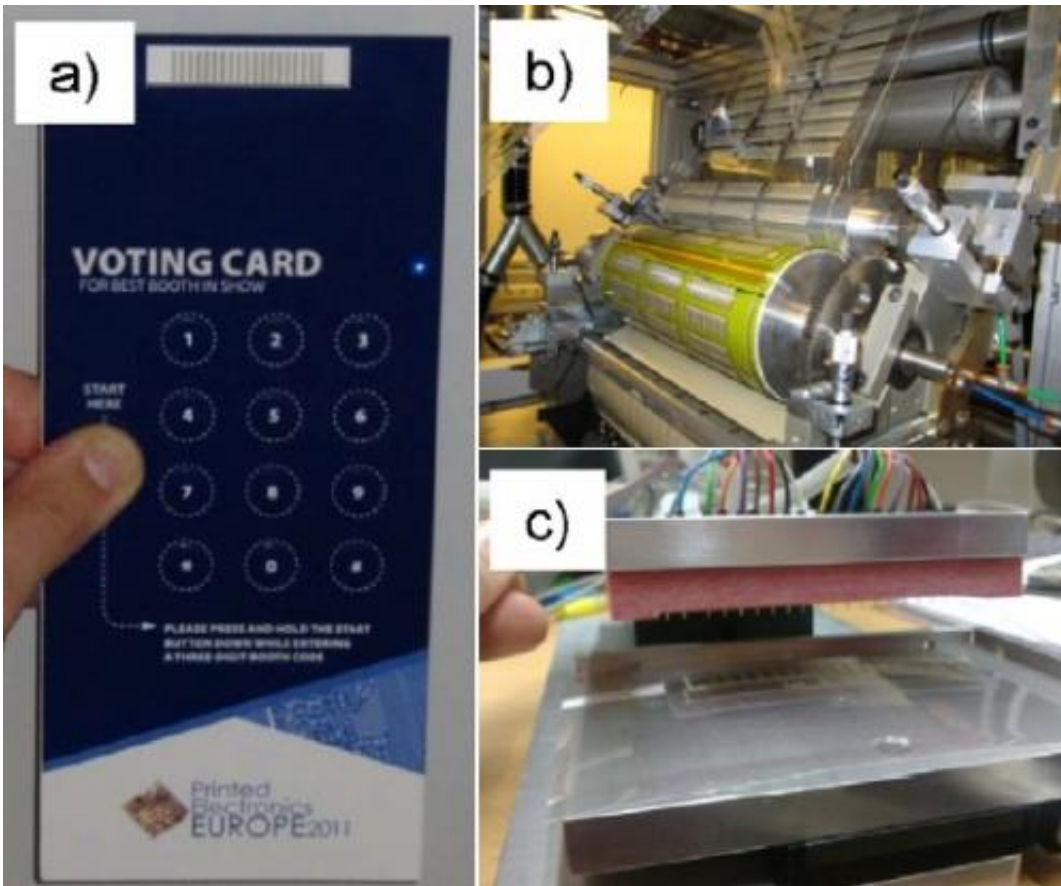 a)
VOTING CARD
FOR BEST BOOTH IN SHOW
1 2 3
START
HERE
4 5 6
7 8 9
* 0 #
PLEASE PRESS AND HOLD THE START
BUTTON DOWN WHILE ENTERING
A THREE-DIGIT BOOTH CODE
Printed
Electronics
EUROPE2011
b)
c)